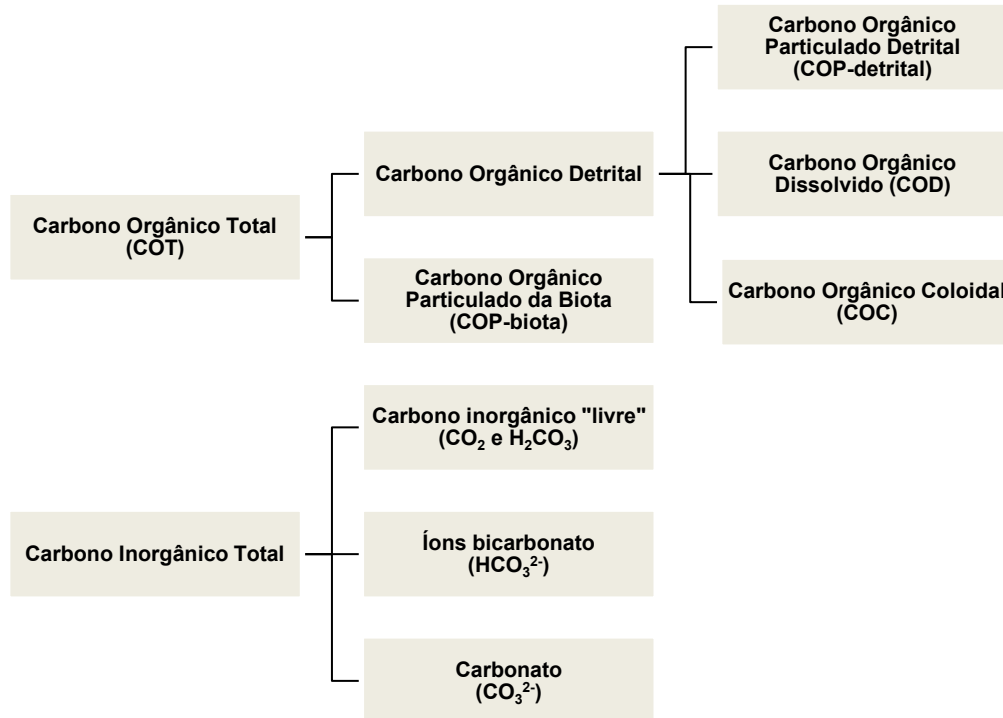 Carbono Orgânico
Particulado Detrital
(COP-detrital)
Carbono Orgânico Detrital
Carbono Orgânico
Dissolvido (COD)
Carbono Orgânico Total
(COT)
Carbono Orgânico
Particulado da Biota
(COP-biota)
Carbono Orgânico Coloidal
(COC)
Carbono inorgânico "livre"
(CO₂ e H₂CO₃)
Carbono Inorgânico Total
Íons bicarbonato
(HCO₃²⁻)
Carbonato
(CO₃²⁻)